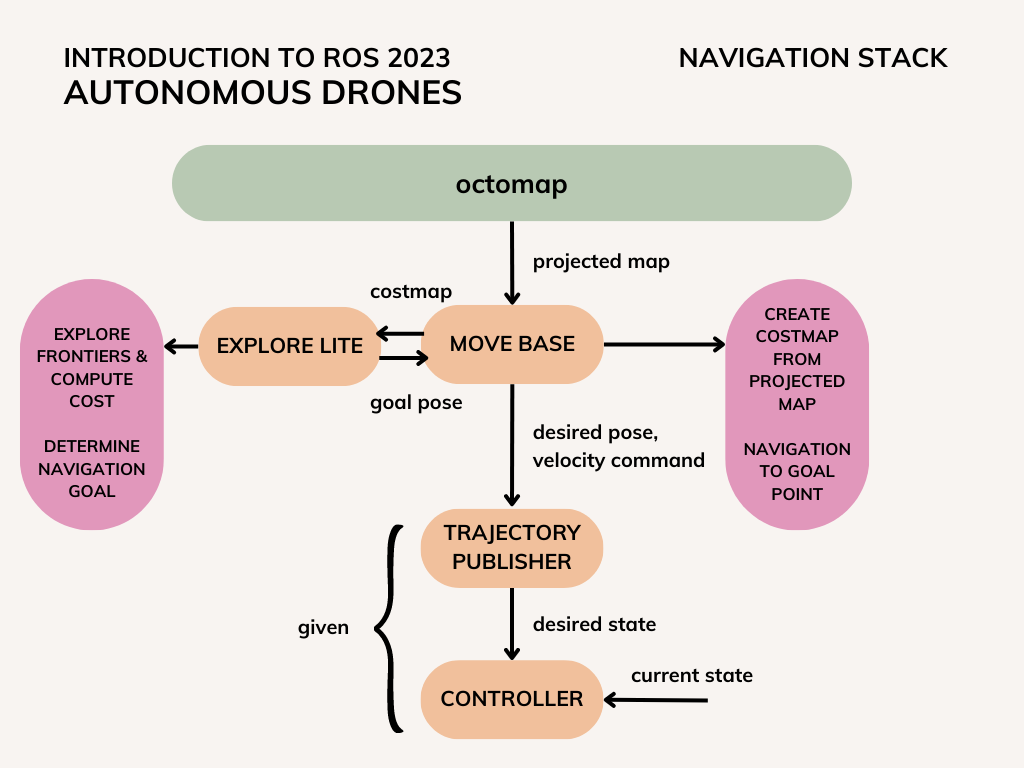 INTRODUCTION TO ROS 2023
AUTONOMOUS DRONES
NAVIGATION STACK
octomap
projected map
costmap
EXPLORE LITE
MOVE BASE
goal pose
EXPLORE
FRONTIERS &
COMPUTE
COST
DETERMINE
NAVIGATION
GOAL
CREATE
COSTMAP
FROM
PROJECTED
MAP
NAVIGATION
TO GOAL
POINT
desired pose,
velocity command
TRAJECTORY
PUBLISHER
given
desired state
current state
CONTROLLER